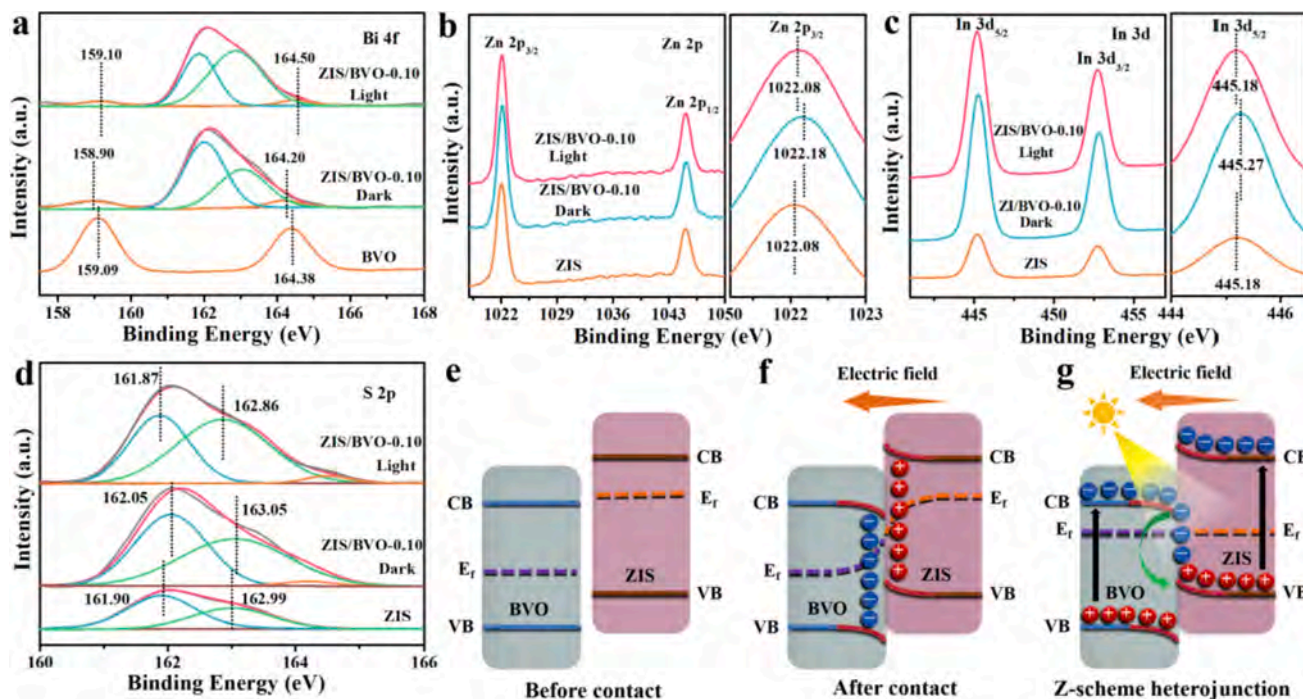 a
Bi 4f
159.10
164.50
ZIS/BVO-0.10
Light
158.90
164.20
ZIS/BVO-0.10
Dark
BVO
159.09
164.38
Intensity (a.u.)
158 160 162 164 166 168
Binding Energy (eV)
b
Zn 2p3/2
Zn 2p
Zn 2p1/2
ZIS/BVO-0.10
Light
ZIS/BVO-0.10
Dark
ZIS
Intensity (a.u.)
1022 1029 1036 1043 1050
Zn 2p3/2
1022.08
1022.18
1022.08
1022 1023
Binding Energy (eV)
c
In 3d5/2
In 3d
In 3d3/2
ZIS/BVO-0.10
Light
ZI/BVO-0.10
Dark
ZIS
Intensity (a.u.)
445 450 455
In 3d5/2
445.18
445.27
445.18
444 446
Binding Energy (eV)
d
161.87
S 2p
162.86
ZIS/BVO-0.10
Light
162.05
163.05
ZIS/BVO-0.10
Dark
161.90
162.99
ZIS
Intensity (a.u.)
160 162 164 166
Binding Energy (eV)
e
CB
CB
Ef
Ef
ZIS
BVO
VB
VB
Before contact
f
Electric field
CB
CB
Ef
Ef
ZIS
BVO
VB
VB
After contact
g
Electric field
CB
CB
Ef
Ef
ZIS
BVO
VB
VB
Z-scheme heterojunction